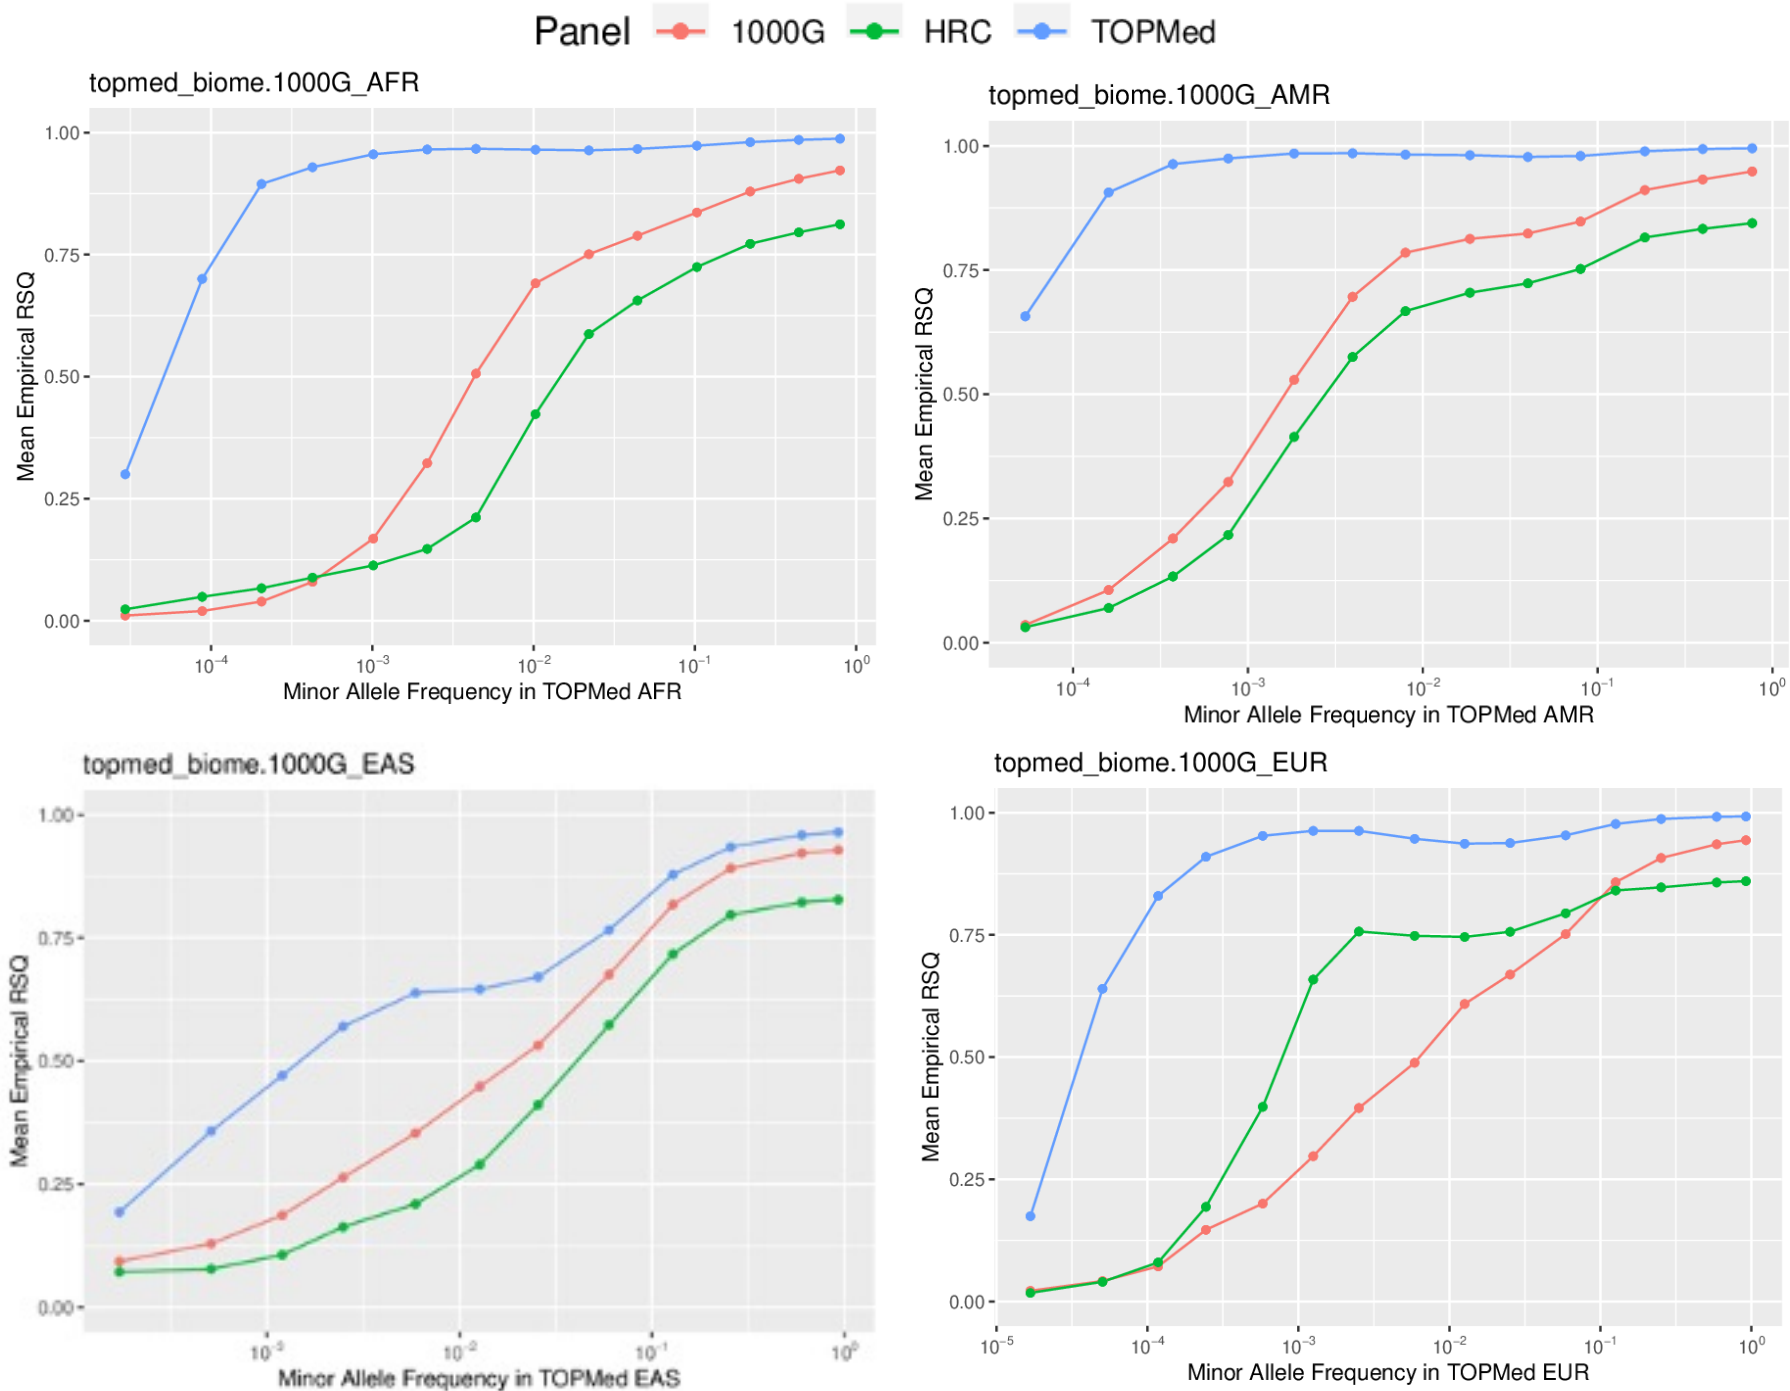 Panel 1000G HRC TOPMed
topmed_biome.1000G_AFR
Mean Empirical RSQ
1.00
0.75
0.50
0.25
0.00
10⁻⁴ 10⁻³ 10⁻² 10⁻¹ 10⁰
Minor Allele Frequency in TOPMed AFR
topmed_biome.1000G_AMR
Mean Empirical RSQ
1.00
0.75
0.50
0.25
0.00
10⁻⁴ 10⁻³ 10⁻² 10⁻¹ 10⁰
Minor Allele Frequency in TOPMed AMR
topmed_biome.1000G_EAS
Mean Empirical RSQ
1.00
0.75
0.50
0.25
0.00
10⁻³ 10⁻² 10⁻¹ 10⁰
Minor Allele Frequency in TOPMed EAS
topmed_biome.1000G_EUR
Mean Empirical RSQ
1.00
0.75
0.50
0.25
0.00
10⁻⁵ 10⁻⁴ 10⁻³ 10⁻² 10⁻¹ 10⁰
Minor Allele Frequency in TOPMed EUR